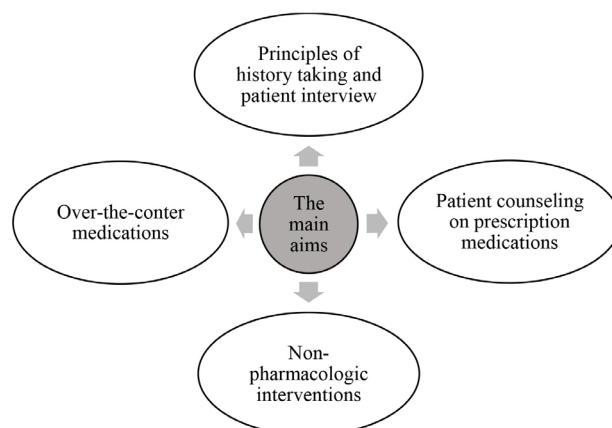 Principles of
history taking and
patient interview
Over-the-conter
medications
The
main
aims
Patient counseling
on prescription
medications
Non-
pharmacologic
interventions